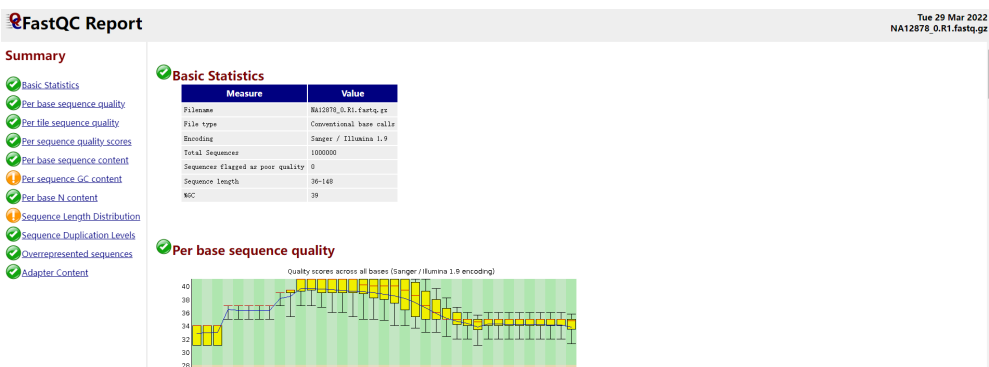 FastQC Report
Tue 29 Mar 2022
NA12878_0.R1.fastq.gz
Summary
Basic Statistics
Per base sequence quality
Per tile sequence quality
Per sequence quality scores
Per base sequence content
Per sequence GC content
Per base N content
Sequence Length Distribution
Sequence Duplication Levels
Overrepresented sequences
Adapter Content
Basic Statistics
Measure Value
Filename NA12878_0.R1.fastq.gz
File type Conventional base calls
Encoding Sanger / Illumina 1.9
Total Sequences 1000000
Sequences flagged as poor quality 0
Sequence length 36-148
%GC 39
Per base sequence quality
Quality scores across all bases (Sanger / Illumina 1.9 encoding)
40
38
36
34
32
30
28